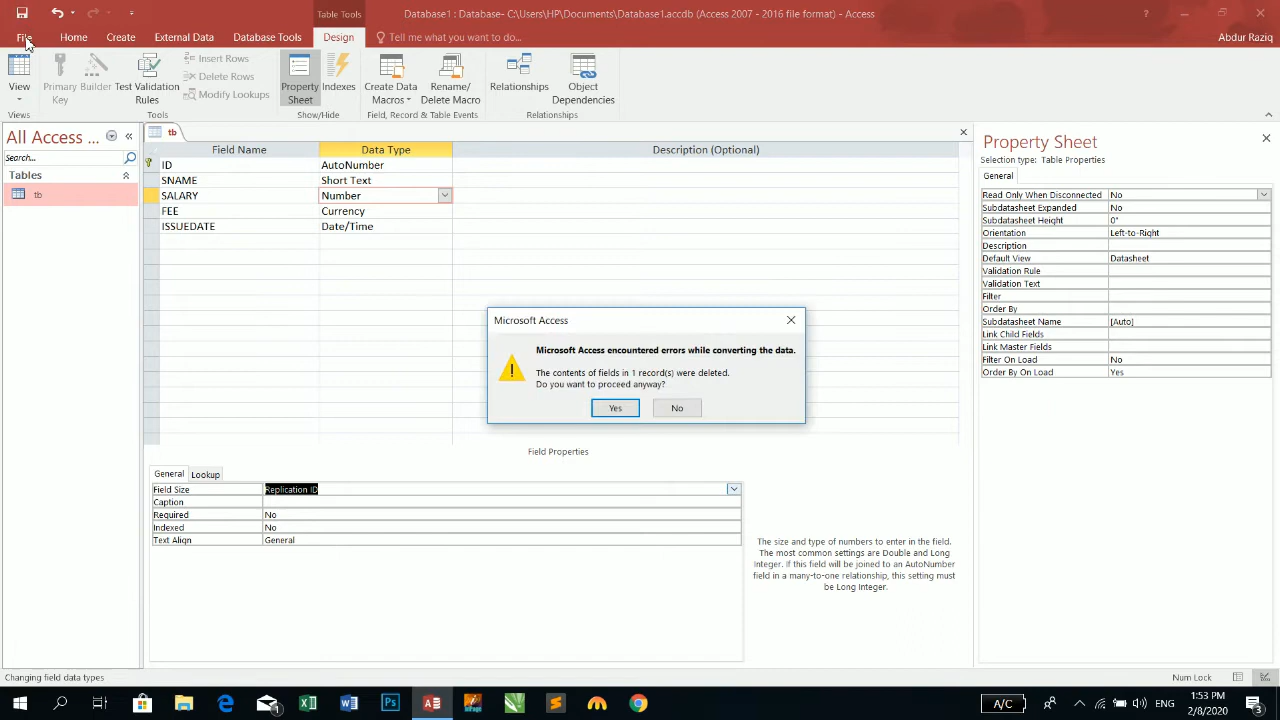 Table Tools
Database1 : Database- C:\Users\HP\Documents\Database1.accdb (Access 2007 - 2016 file format) - Access
File Home Create External Data Database Tools Design Tell me what you want to do... Abdur Raziq
View
Primary Key
Builder
Test Validation Rules
Insert Rows
Delete Rows
Modify Lookups
Property Sheet
Indexes
Create Data Macros
Rename/ Delete Macro
Relationships
Object Dependencies
Views Tools Show/Hide Field, Record & Table Events Relationships
All Access ...
Search...
Tables
tb
tb
Field Name Data Type Description (Optional)
ID AutoNumber
SNAME Short Text
SALARY Number
FEE Currency
ISSUEDATE Date/Time
Microsoft Access
Microsoft Access encountered errors while converting the data.
The contents of fields in 1 record(s) were deleted.
Do you want to proceed anyway?
Yes No
Field Properties
General Lookup
Field Size Replication ID
Caption
Required No
Indexed No
Text Align General
The size and type of numbers to enter in the field.
The most common settings are Double and Long
Integer. If this field will be joined to an AutoNumber
field in a many-to-one relationship, this setting must
be Long Integer.
Property Sheet
Selection type: Table Properties
General
Read Only When Disconnected No
Subdatasheet Expanded No
Subdatasheet Height 0"
Orientation Left-to-Right
Description
Default View Datasheet
Validation Rule
Validation Text
Filter
Order By
Subdatasheet Name [Auto]
Link Child Fields
Link Master Fields
Filter On Load No
Order By On Load Yes
Changing field data types Num Lock
A/C ENG 1:53 PM
2/8/2020